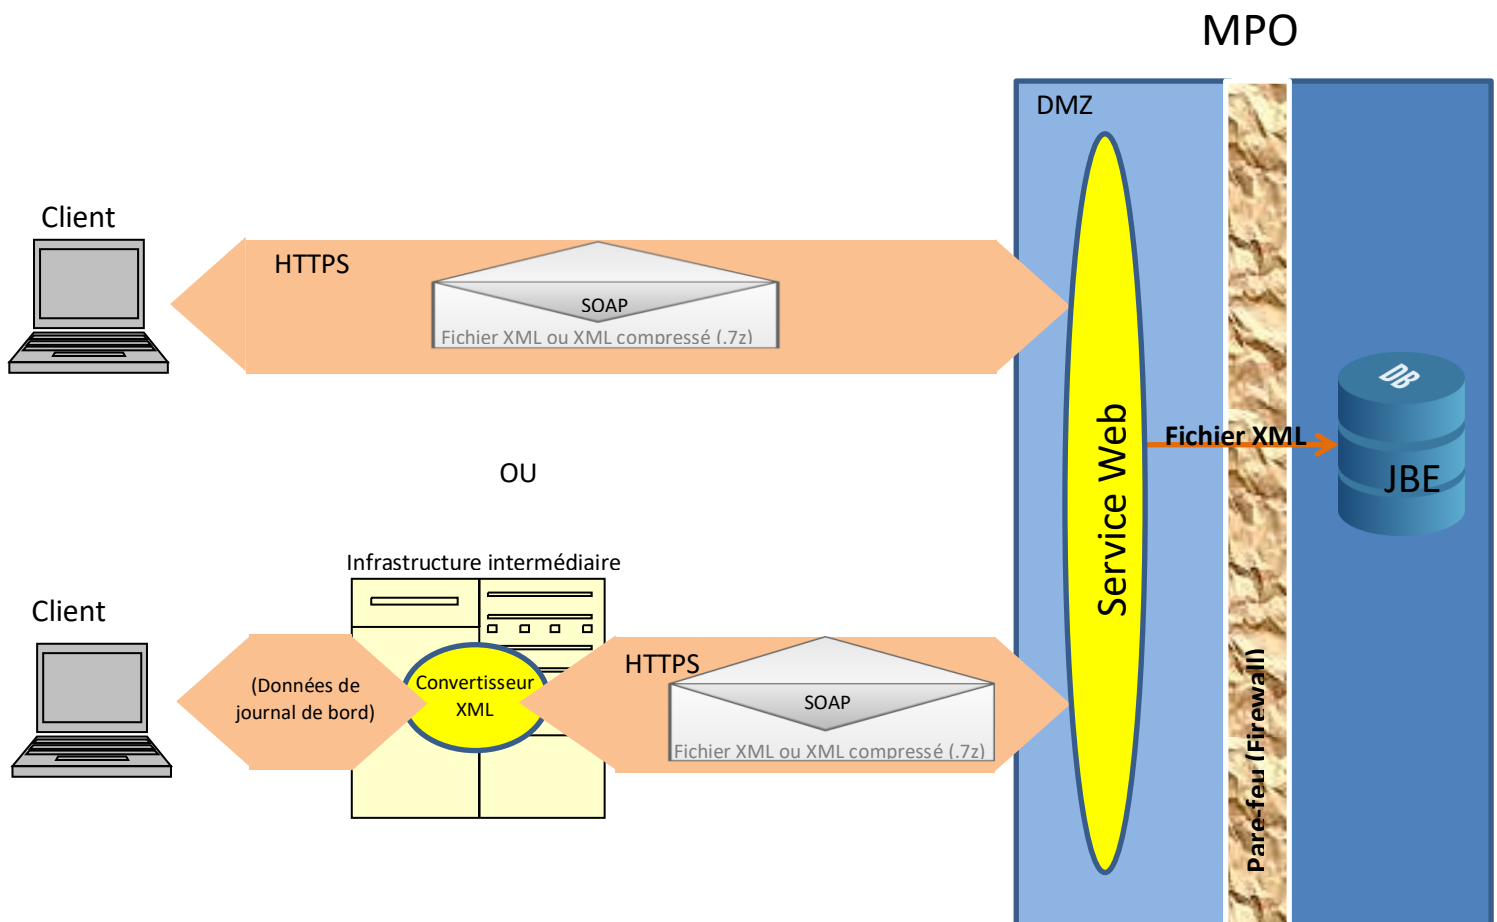 MPO
DMZ
Client
HTTPS
SOAP
Fichier XML ou XML compressé (.7z)
DB
Service Web
Fichier XML
JBE
OU
Infrastructure intermédiaire
Client
(Données de
journal de bord)
Convertisseur
XML
HTTPS
SOAP
Fichier XML ou XML compressé (.7z)
Pare-feu (Firewall)